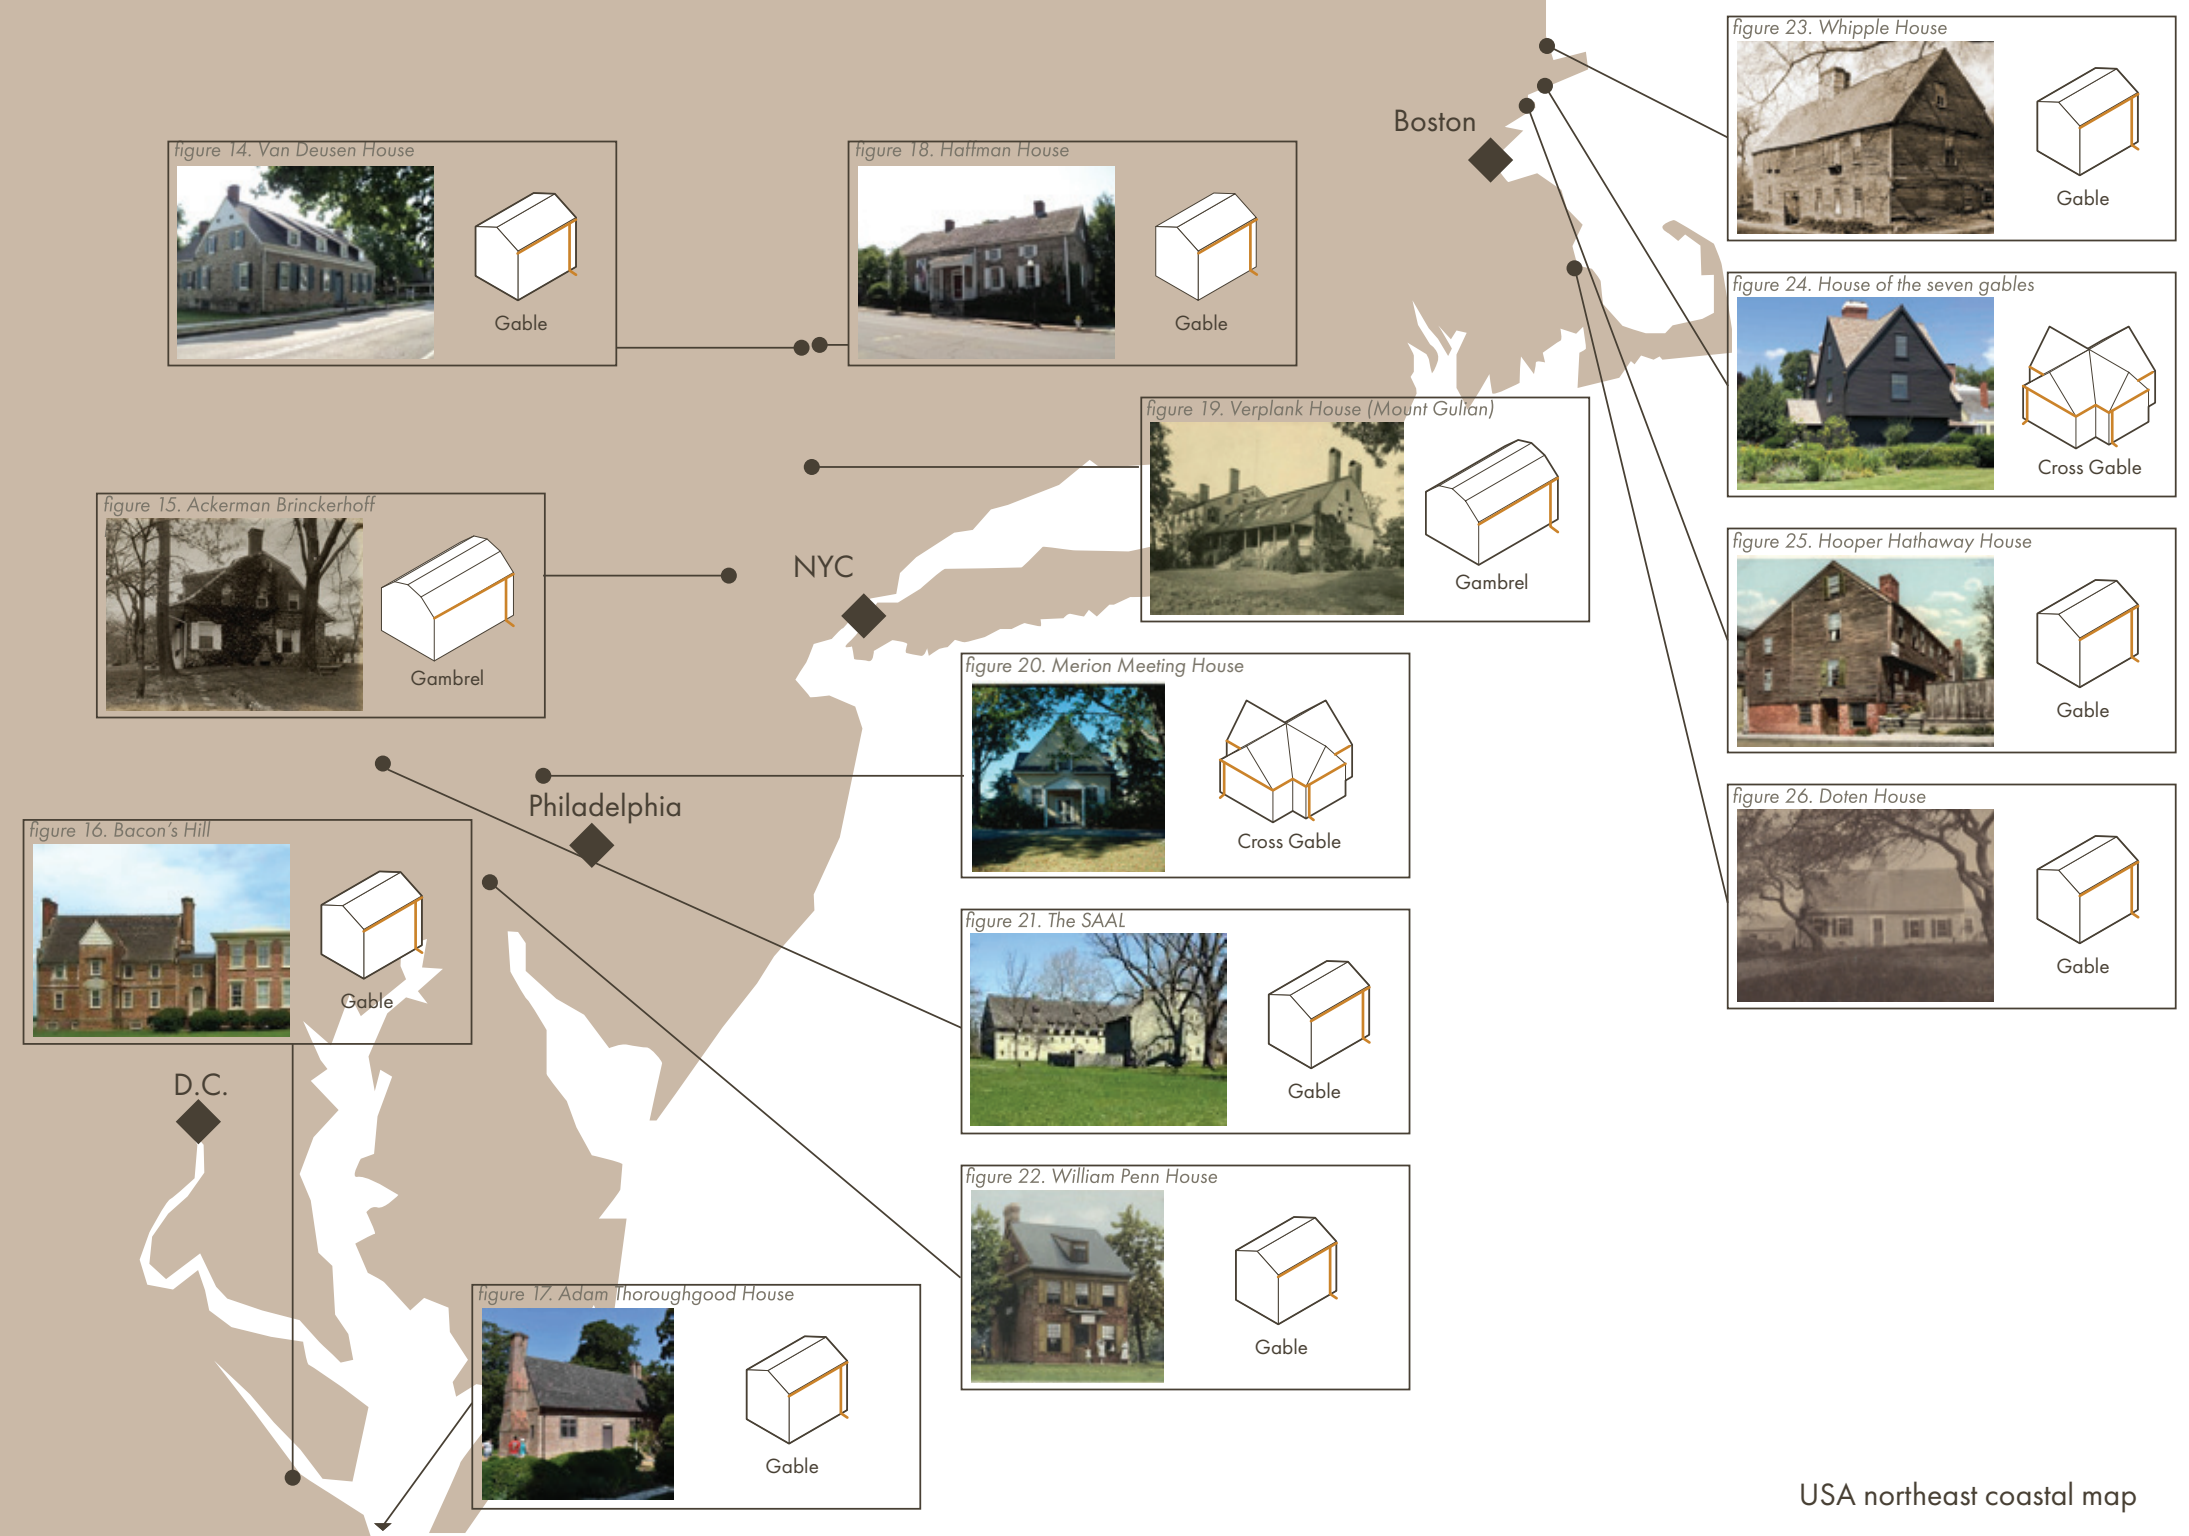 figure 23. Whipple House
Gable
Boston
figure 14. Van Deusen House
Gable
figure 18. Haffman House
Gable
figure 24. House of the seven gables
Cross Gable
figure 19. Verplank House (Mount Gulian)
Gambrel
figure 15. Ackerman Brinckerhoff
Gambrel
NYC
figure 25. Hooper Hathaway House
Gable
figure 20. Merion Meeting House
Cross Gable
Philadelphia
figure 16. Bacon's Hill
Gable
figure 26. Doten House
Gable
figure 21. The SAAL
Gable
D.C.
figure 22. William Penn House
Gable
figure 17. Adam Thoroughgood House
Gable
USA northeast coastal map